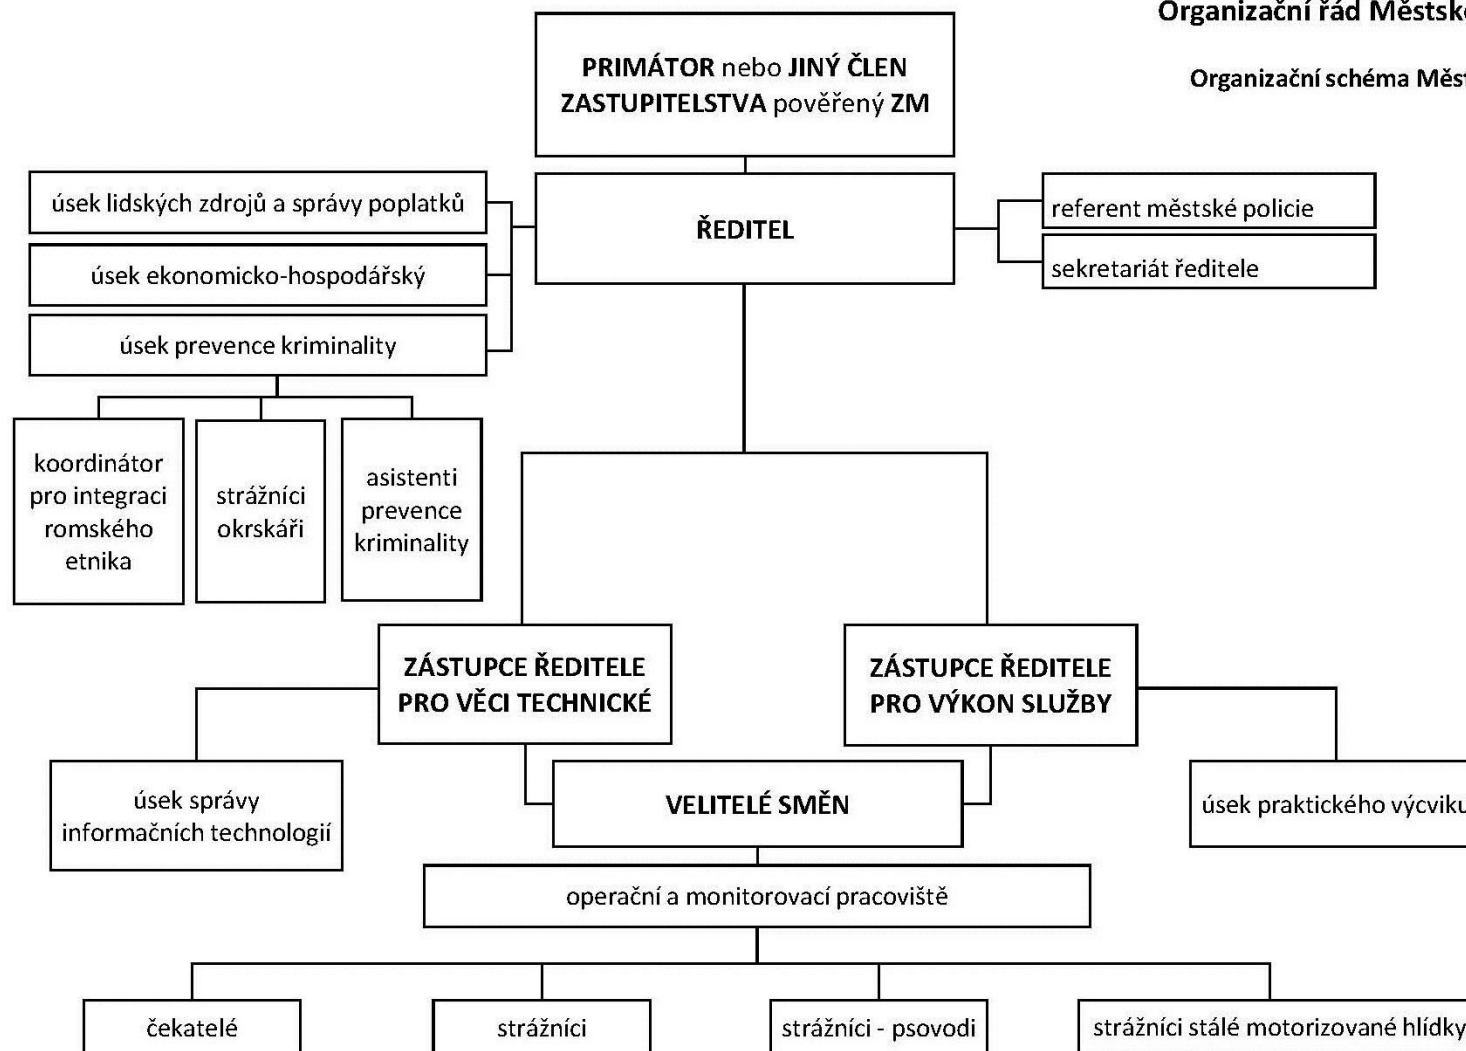 Organizační řád Městsk
Organizační schéma Měst
PRIMÁTOR nebo JINÝ ČLEN
ZASTUPITELSTVA pověřený ZM
úsek lidských zdrojů a správy poplatků
ŘEDITEL
referent městské policie
úsek ekonomicko-hospodářský
sekretariát ředitele
úsek prevence kriminality
koordinátor
pro integraci
romského
etnika
strážníci
okrskáři
asistenti
prevence
kriminality
ZÁSTUPCE ŘEDITELE
PRO VĚCI TECHNICKÉ
ZÁSTUPCE ŘEDITELE
PRO VÝKON SLUŽBY
úsek správy
informačních technologií
VELITELÉ SMĚN
úsek praktického výcviku
operační a monitorovací pracoviště
čekatelé
strážníci
strážníci - psovodi
strážníci stálé motorizované hlídky